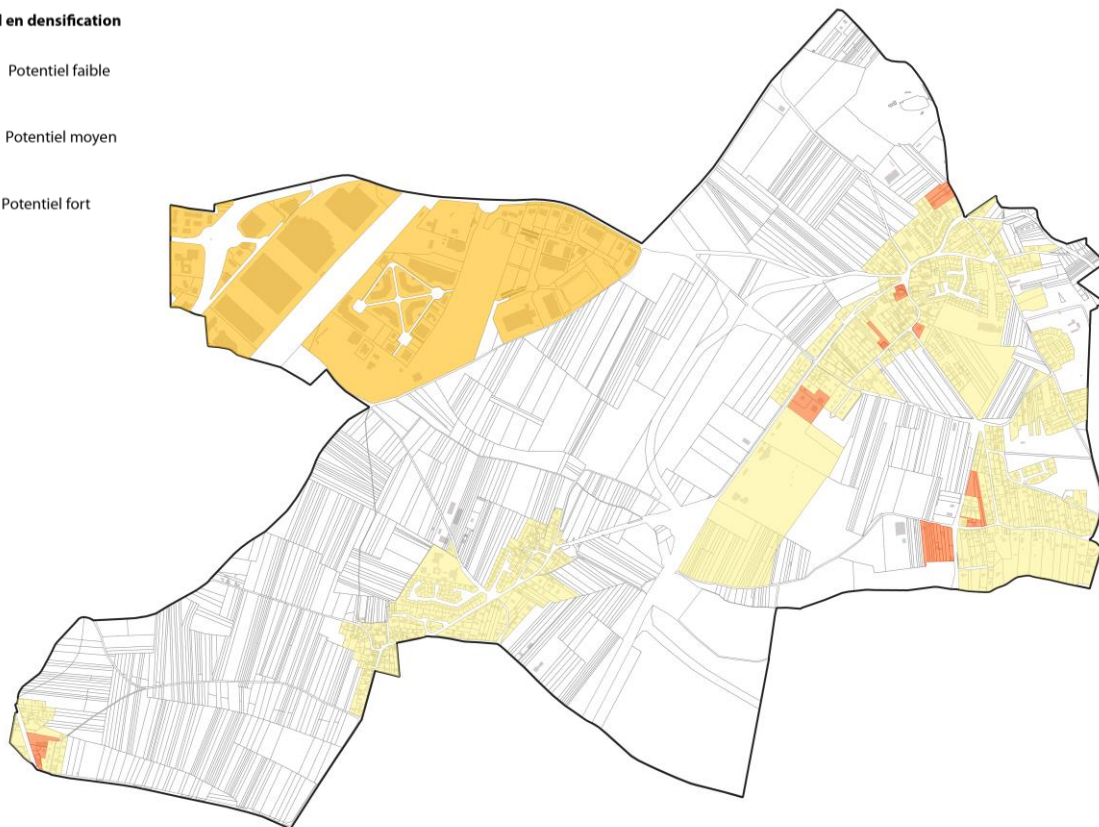 en densification
Potentiel faible
Potentiel moyen
Potentiel fort